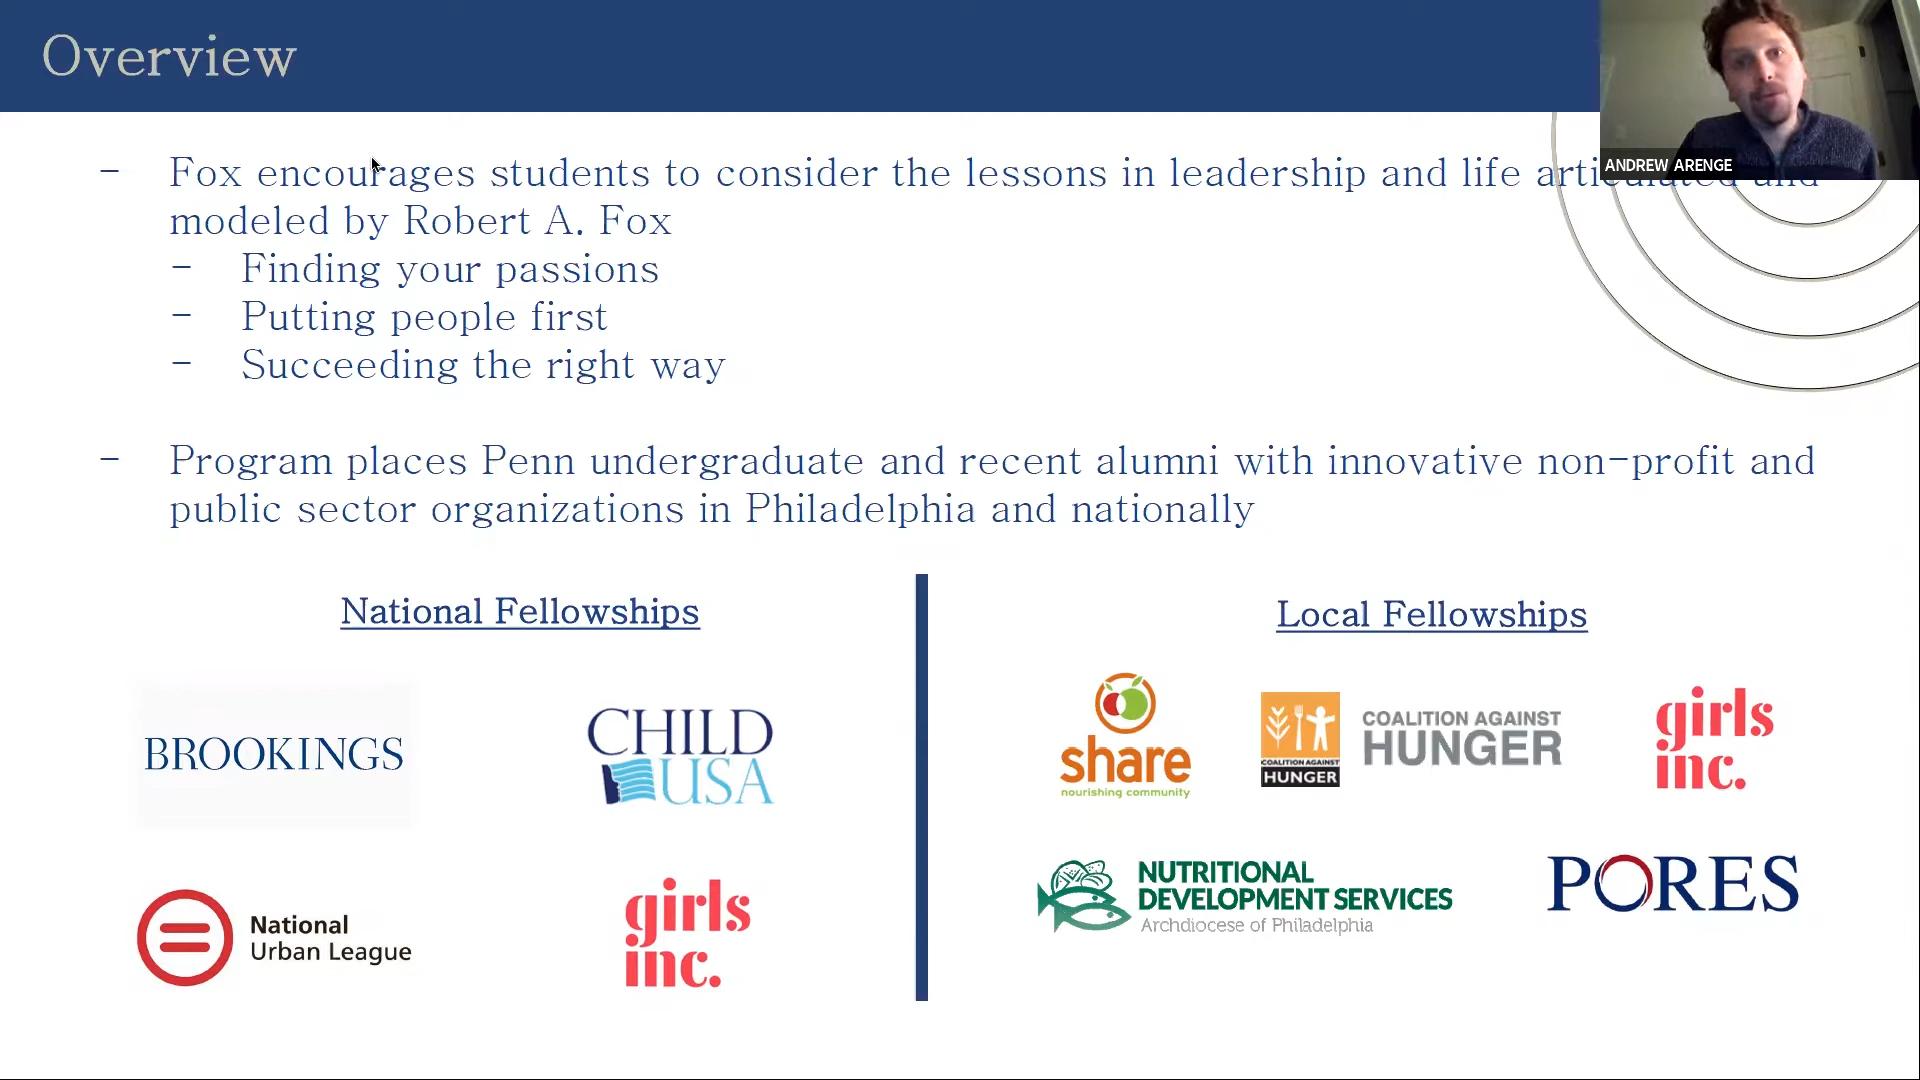 Overview
ANDREW ARENGE
- Fox encourages students to consider the lessons in leadership and life articulated and
modeled by Robert A. Fox
- Finding your passions
- Putting people first
- Succeeding the right way
- Program places Penn undergraduate and recent alumni with innovative non-profit and
public sector organizations in Philadelphia and nationally
National Fellowships
BROOKINGS
CHILD
USA
National
Urban League
girls
inc.
Local Fellowships
share
nourishing community
COALITION AGAINST
HUNGER
COALITION AGAINST
HUNGER
girls
inc.
NUTRITIONAL
DEVELOPMENT SERVICES
Archdiocese of Philadelphia
PORES